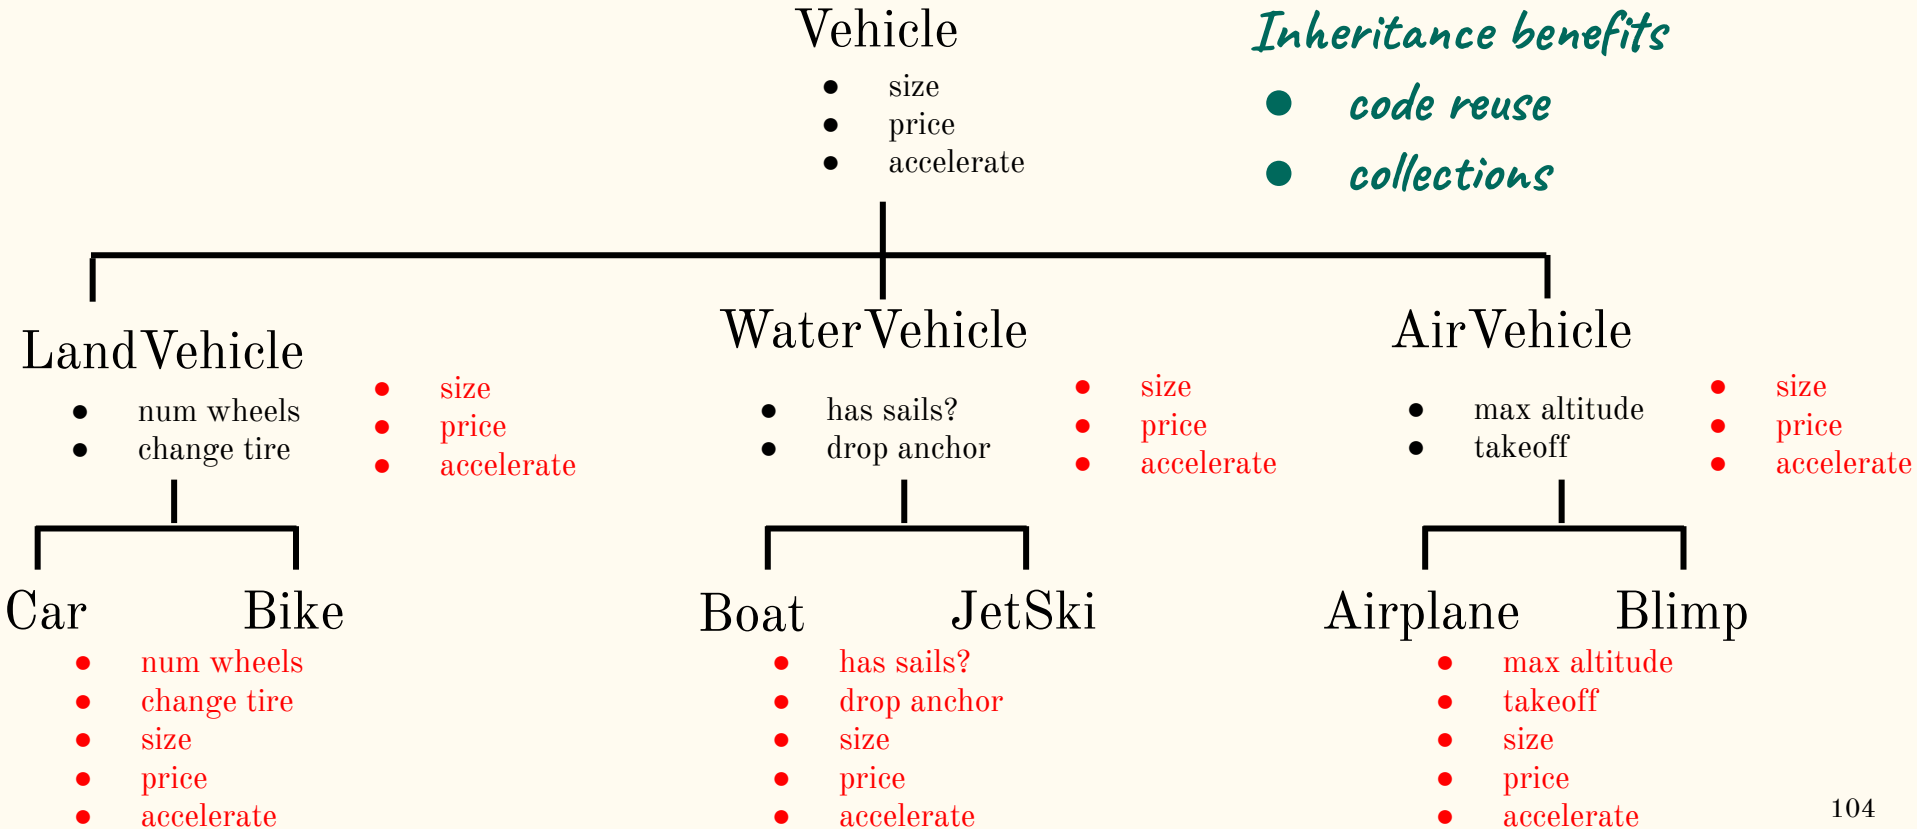 Vehicle
● size
● price
● accelerate
Inheritance benefits
● code reuse
● collections
LandVehicle
● num wheels
● change tire
● size
● price
● accelerate
WaterVehicle
● has sails?
● drop anchor
● size
● price
● accelerate
AirVehicle
● max altitude
● takeoff
● size
● price
● accelerate
Car
Bike
● num wheels
● change tire
● size
● price
● accelerate
Boat
JetSki
● has sails?
● drop anchor
● size
● price
● accelerate
Airplane
Blimp
● max altitude
● takeoff
● size
● price
● accelerate
104